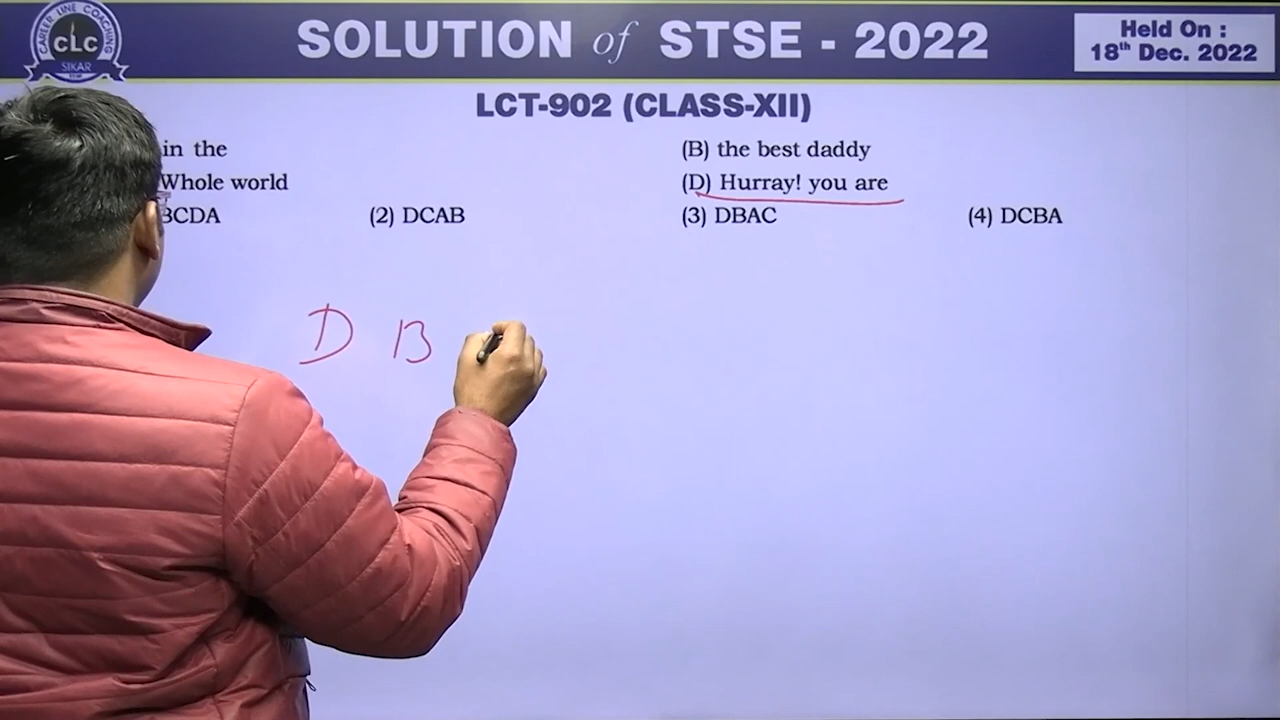 CAREER LINE COACHING
CLC
SIKAR
SOLUTION of STSE - 2022
Held On :
18th Dec. 2022
LCT-902 (CLASS-XII)
in the (B) the best daddy
Whole world (D) Hurray! you are
BCDA (2) DCAB (3) DBAC (4) DCBA
D B